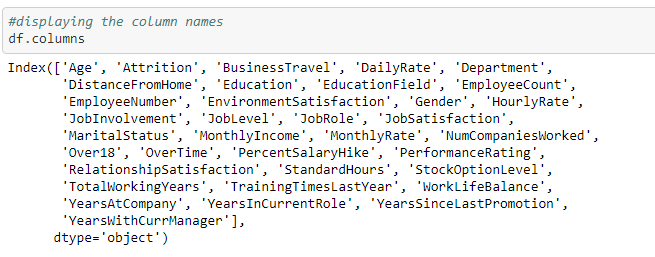 #displaying the column names
df.columns
Index(['Age', 'Attrition', 'BusinessTravel', 'DailyRate', 'Department',
'DistanceFromHome', 'Education', 'EducationField', 'EmployeeCount',
'EmployeeNumber', 'EnvironmentSatisfaction', 'Gender', 'HourlyRate',
'JobInvolvement', 'JobLevel', 'JobRole', 'JobSatisfaction',
'MaritalStatus', 'MonthlyIncome', 'MonthlyRate', 'NumCompaniesWorked',
'Over18', 'OverTime', 'PercentSalaryHike', 'PerformanceRating',
'RelationshipSatisfaction', 'StandardHours', 'StockOptionLevel',
'TotalWorkingYears', 'TrainingTimesLastYear', 'WorkLifeBalance',
'YearsAtCompany', 'YearsInCurrentRole', 'YearsSinceLastPromotion',
'YearsWithCurrManager'],
dtype='object')